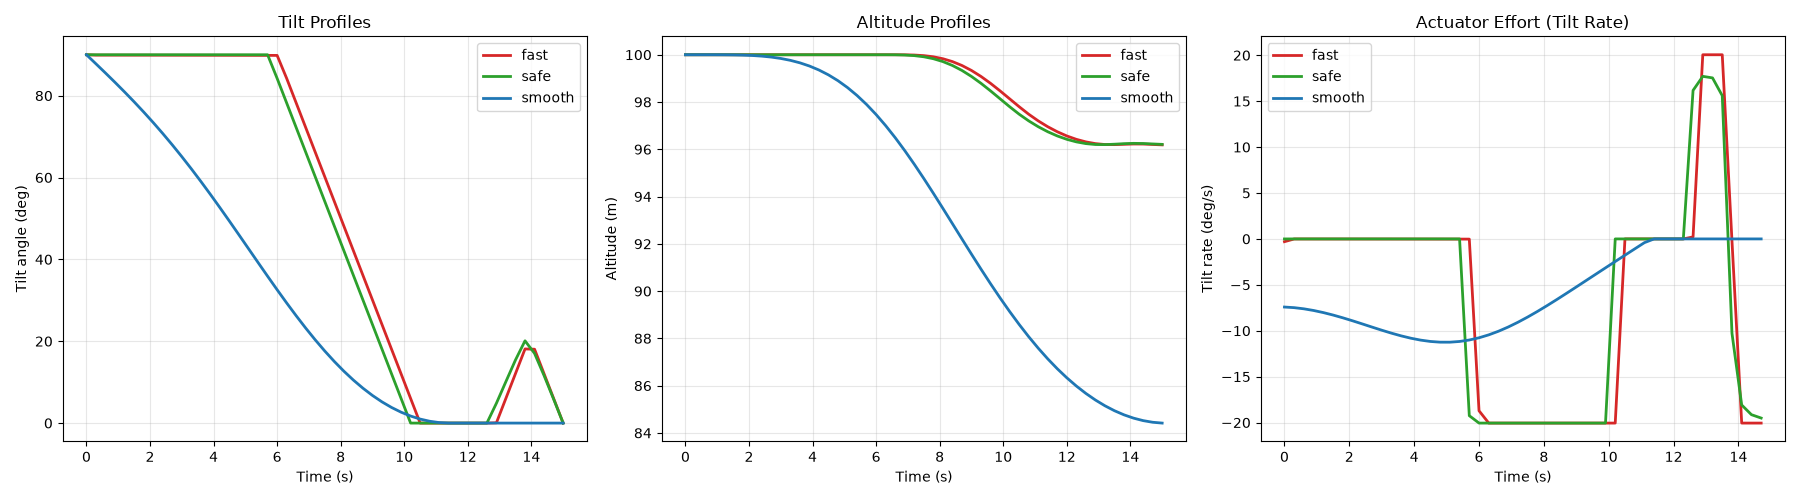 Tilt Profiles
Tilt angle (deg)
80
60
40
20
0
0 2 4 6 8 10 12 14
Time (s)
fast
safe
smooth
Altitude Profiles
Altitude (m)
100
98
96
94
92
90
88
86
84
0 2 4 6 8 10 12 14
Time (s)
fast
safe
smooth
Actuator Effort (Tilt Rate)
Tilt rate (deg/s)
20
15
10
5
0
−5
−10
−15
−20
0 2 4 6 8 10 12 14
Time (s)
fast
safe
smooth